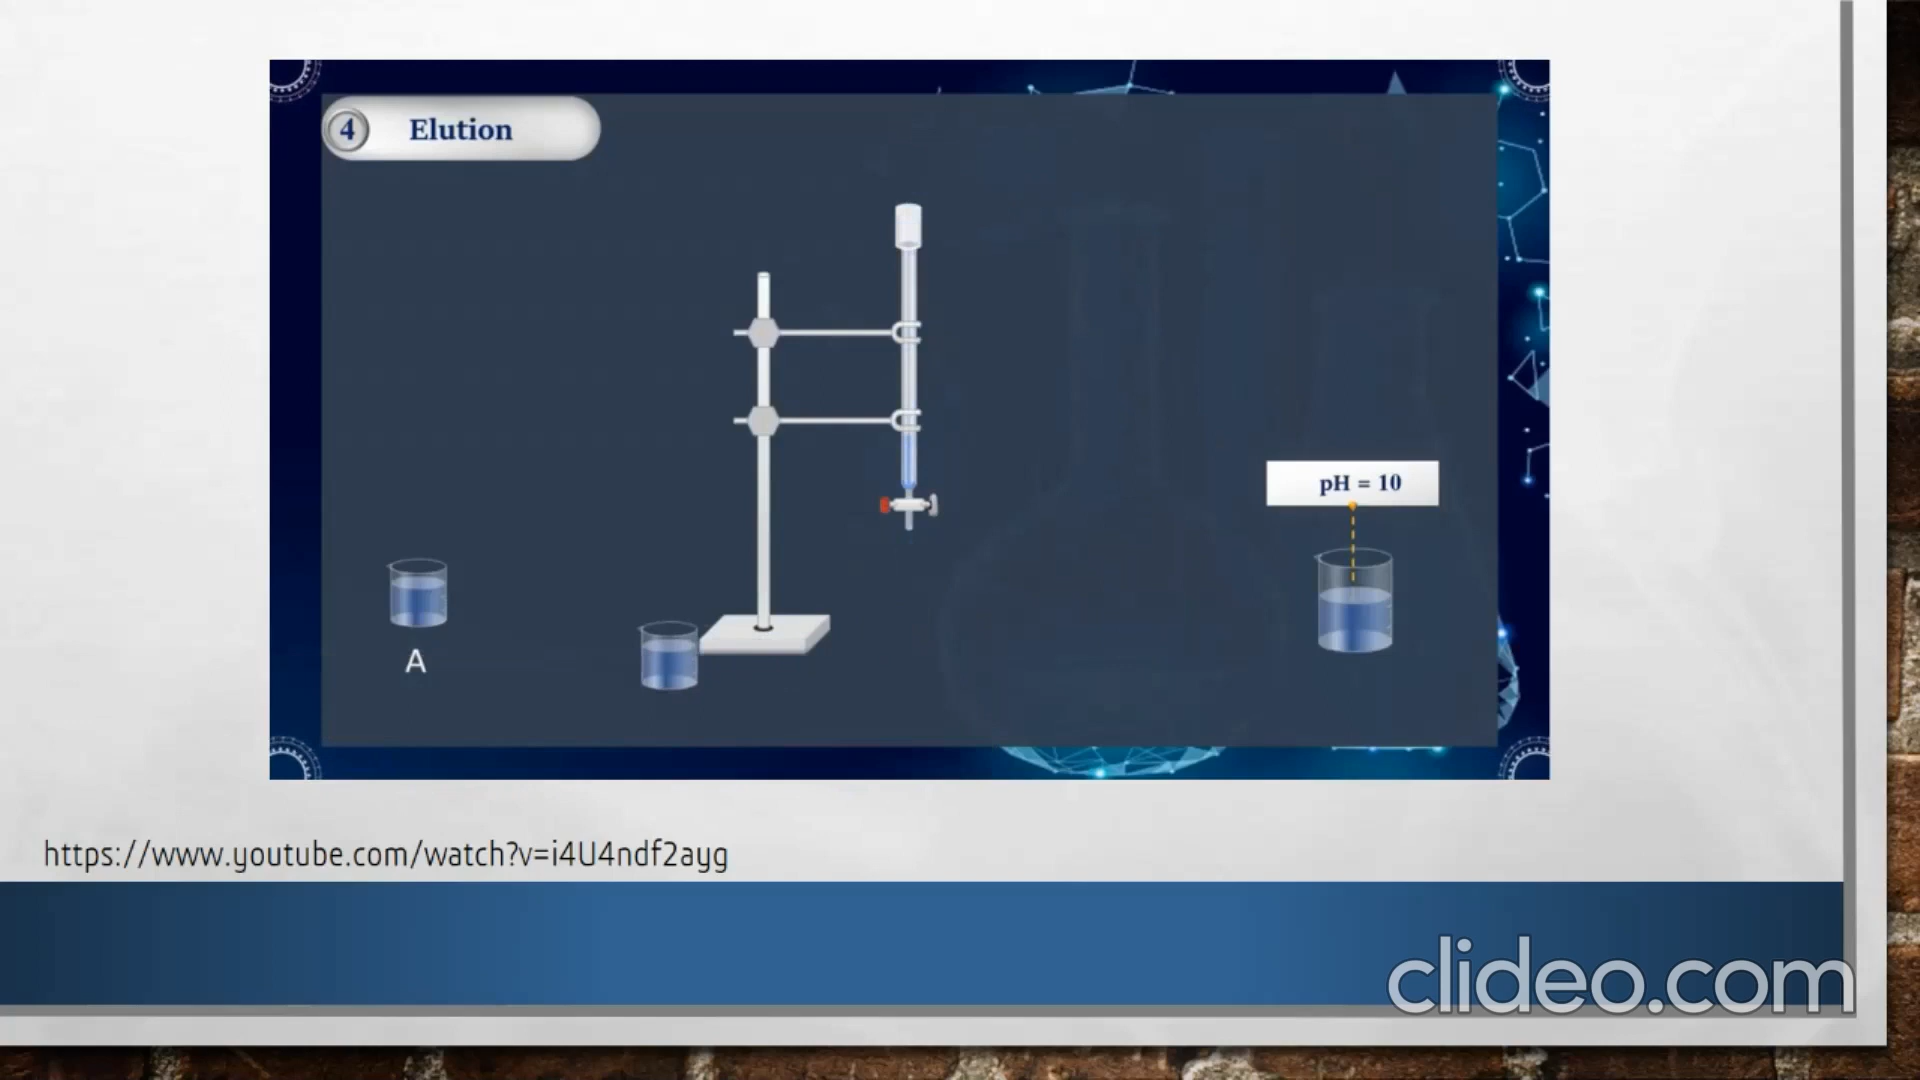 4 Elution
pH = 10
A
https://www.youtube.com/watch?v=i4U4ndf2ayg
clideo.com